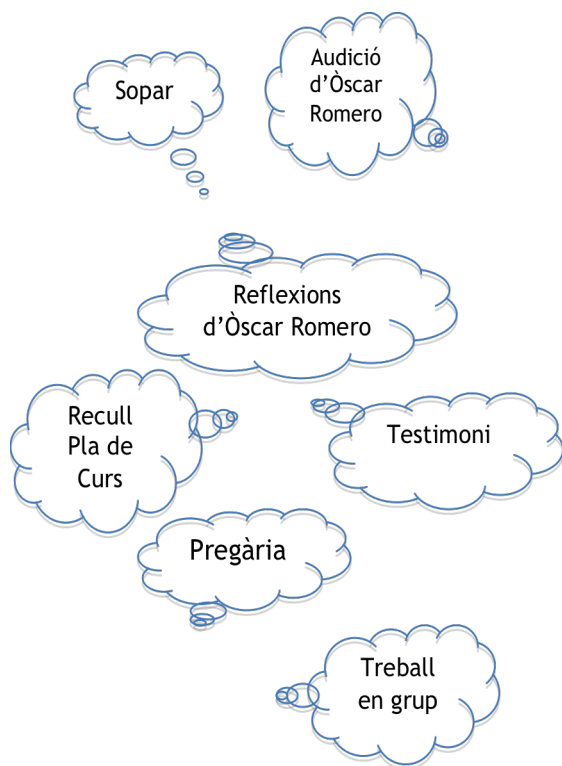 Sopar
Audició
d'Òscar
Romero
Reflexions
d'Òscar Romero
Recull
Pla de
Curs
Testimoni
Pregària
Treball
en grup